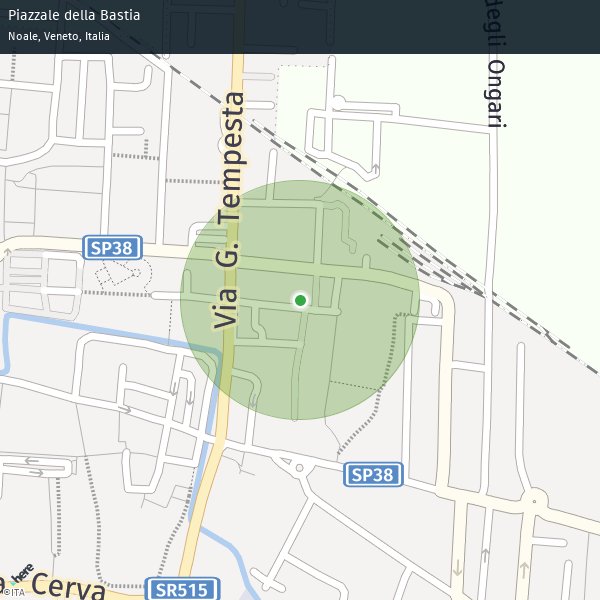 Piazzale della Bastia
Noale, Veneto, Italia
degli Ongari
Via G. Tempesta
SP38
SP38
Cerva
SR515
here
©ITA